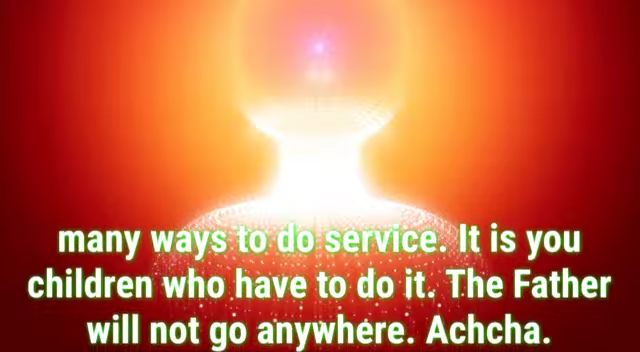 many ways to do service. It is you
children who have to do it. The Father
will not go anywhere. Achcha.